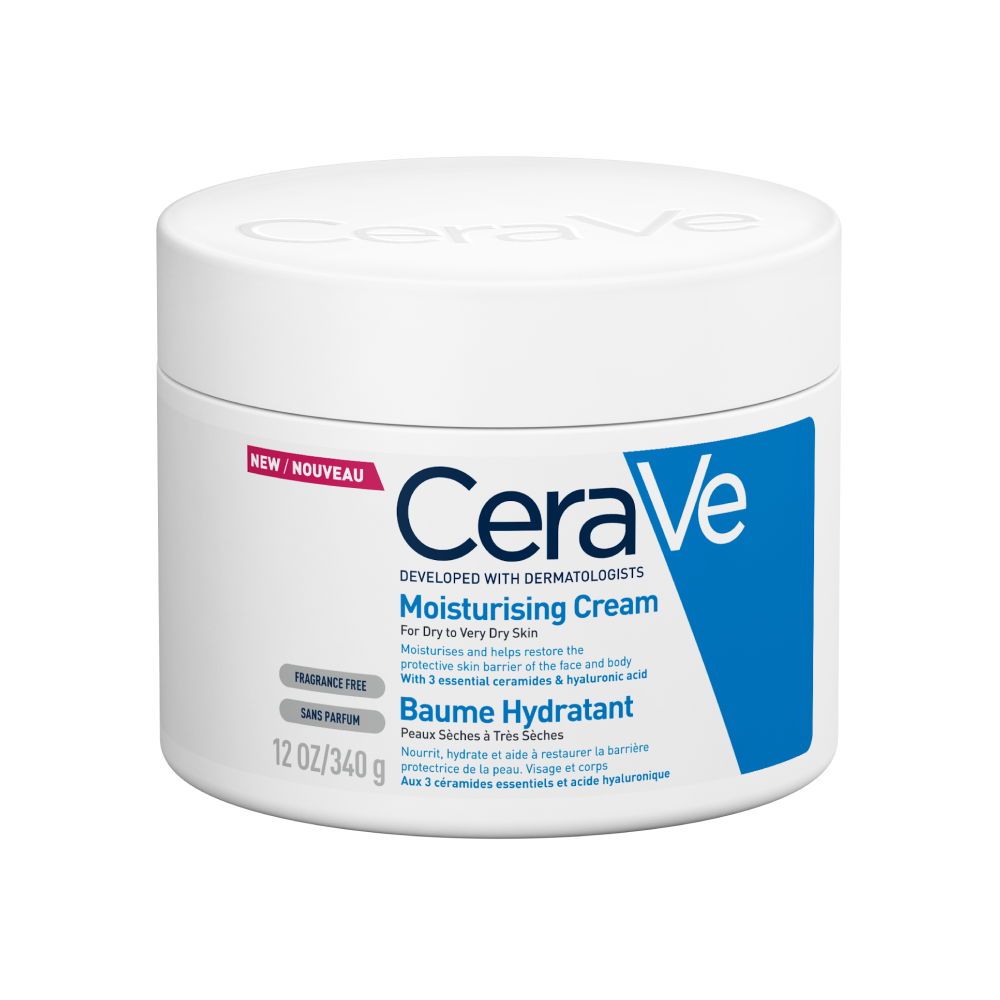 CeraVe
NEW / NOUVEAU
CeraVe
DEVELOPED WITH DERMATOLOGISTS
Moisturising Cream
For Dry to Very Dry Skin
Moisturises and helps restore the
protective skin barrier of the face and body
With 3 essential ceramides & hyaluronic acid
FRAGRANCE FREE
SANS PARFUM
12 OZ/340 g
Baume Hydratant
Peaux Sèches à Très Sèches
Nourrit, hydrate et aide à restaurer la barrière
protectrice de la peau. Visage et corps
Aux 3 céramides essentiels et acide hyaluronique